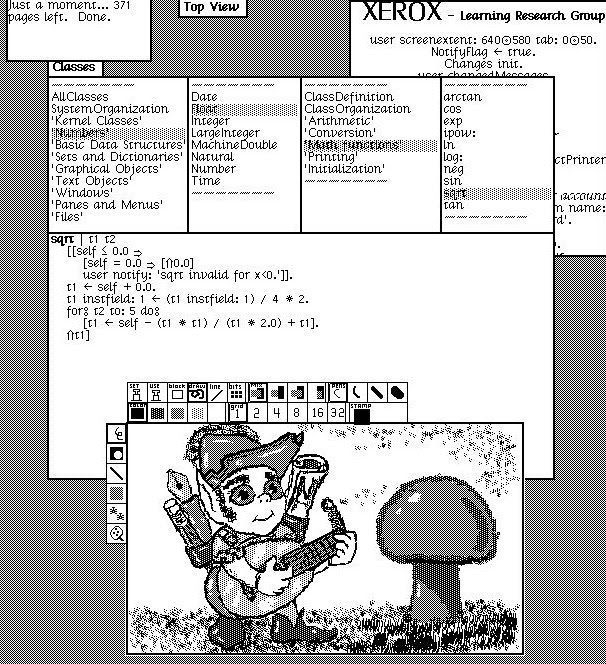 Just a moment... 371
pages left.  Done.
Top View
XEROX - Learning Research Group
user screenextent: 640⊙580 tab: 0⊙50.
NotifyFlag ← true.
Changes init.
user changedMessages
Classes
AllClasses
SystemOrganization
'Kernel Classes'
'Numbers'
'Basic Data Structures'
'Sets and Dictionaries'
'Graphical Objects'
'Text Objects'
'Windows'
'Panes and Menus'
'Files'
Date
Float
Integer
LargeInteger
MachineDouble
Natural
Number
Time
ClassDefinition
ClassOrganization
'Arithmetic'
'Conversion'
'Math functions'
'Printing'
'Initialization'
arctan
cos
exp
ipow:
ln
log:
neg
sin
sqrt
tan
ctPrinter
account
m name:
rd'.
sqrt | t1 t2
[[self ≤ 0.0 ⇒
[self = 0.0 ⇒ [⇑0.0]
user notify: 'sqrt invalid for x<0.']].
t1 ← self + 0.0.
t1 instfield: 1 ← (t1 instfield: 1) / 4 * 2.
for⦂ t2 to: 5 do⦂
[t1 ← self - (t1 * t1) / (t1 * 2.0) + t1].
⇑t1]
SET USE block draw line bits PENS
COLOR grid 1 2 4 8 16 32 STAMP